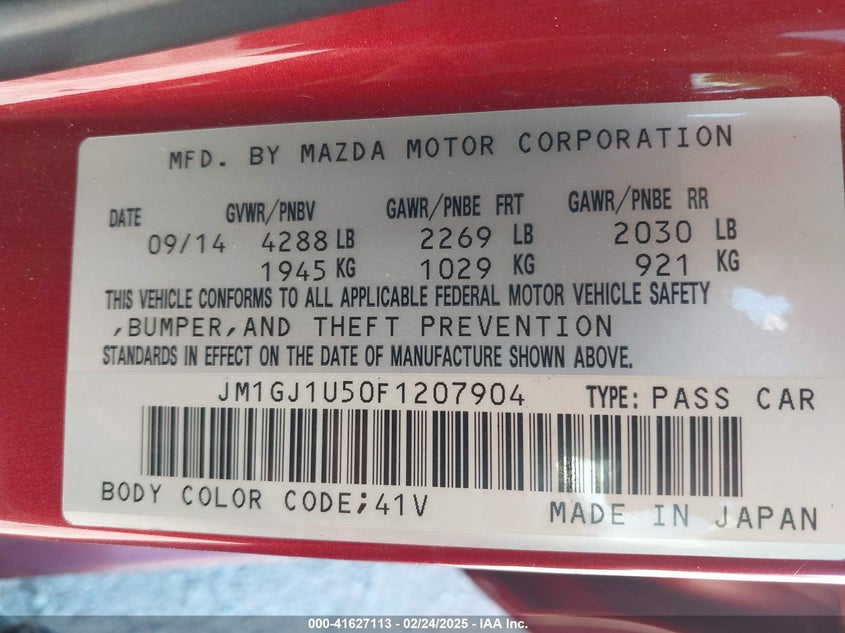 MFD. BY MAZDA MOTOR CORPORATION
DATE GVWR/PNBV GAWR/PNBE FRT GAWR/PNBE RR
09/14 4288 LB 2269 LB 2030 LB
1945 KG 1029 KG 921 KG
THIS VEHICLE CONFORMS TO ALL APPLICABLE FEDERAL MOTOR VEHICLE SAFETY
,BUMPER,AND THEFT PREVENTION
STANDARDS IN EFFECT ON THE DATE OF MANUFACTURE SHOWN ABOVE.
JM1GJ1U50F1207904 TYPE: PASS CAR
BODY COLOR CODE;41V
MADE IN JAPAN
000-41627113 - 02/24/2025 - IAA Inc.